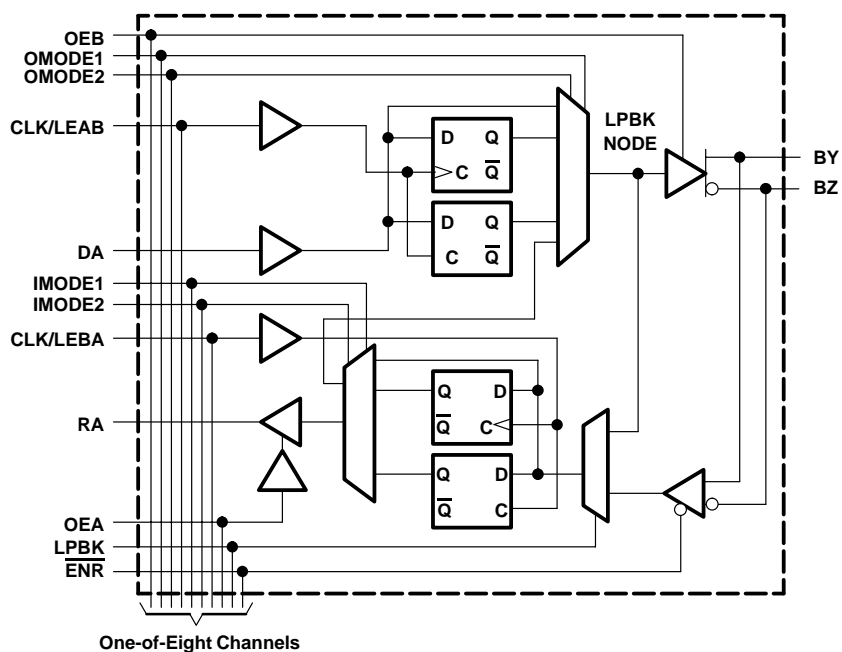 OEB
OMODE1
OMODE2
CLK/LEAB
D Q
C Q̅
LPBK
NODE
BY
BZ
DA
D Q
C Q̅
IMODE1
IMODE2
CLK/LEBA
RA
Q D
Q̅ C
Q D
Q̅ C
OEA
LPBK
E̅N̅R̅
One-of-Eight Channels